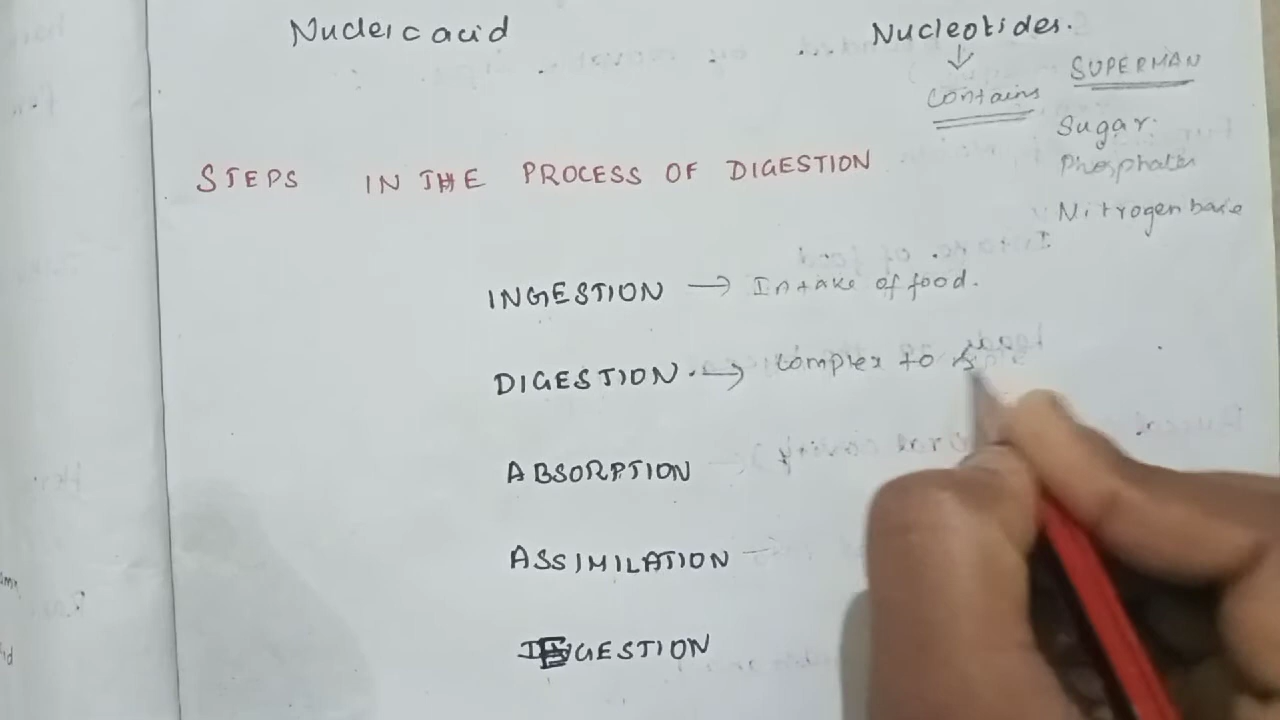 Nucleic acid Nucleotides.
↓
Contains SUPERMAN
Sugar.
Phosphates
Nitrogen base
STEPS IN THE PROCESS OF DIGESTION
INGESTION → Intake of food.
DIGESTION. → Complex to
ABSORPTION
ASSIMILATION
EGESTION